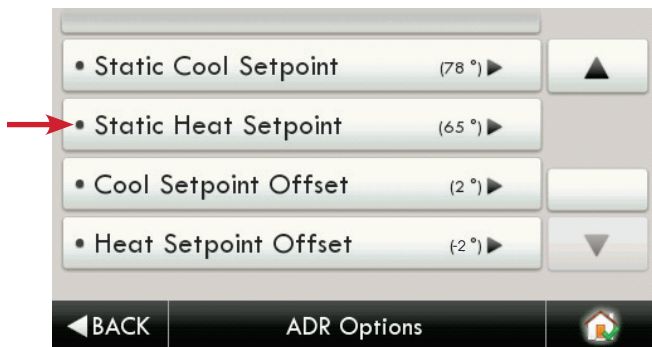 • Static Cool Setpoint (78 °)▶
• Static Heat Setpoint (65 °)▶
• Cool Setpoint Offset (2 °)▶
• Heat Setpoint Offset (-2 °)▶
◀BACK ADR Options